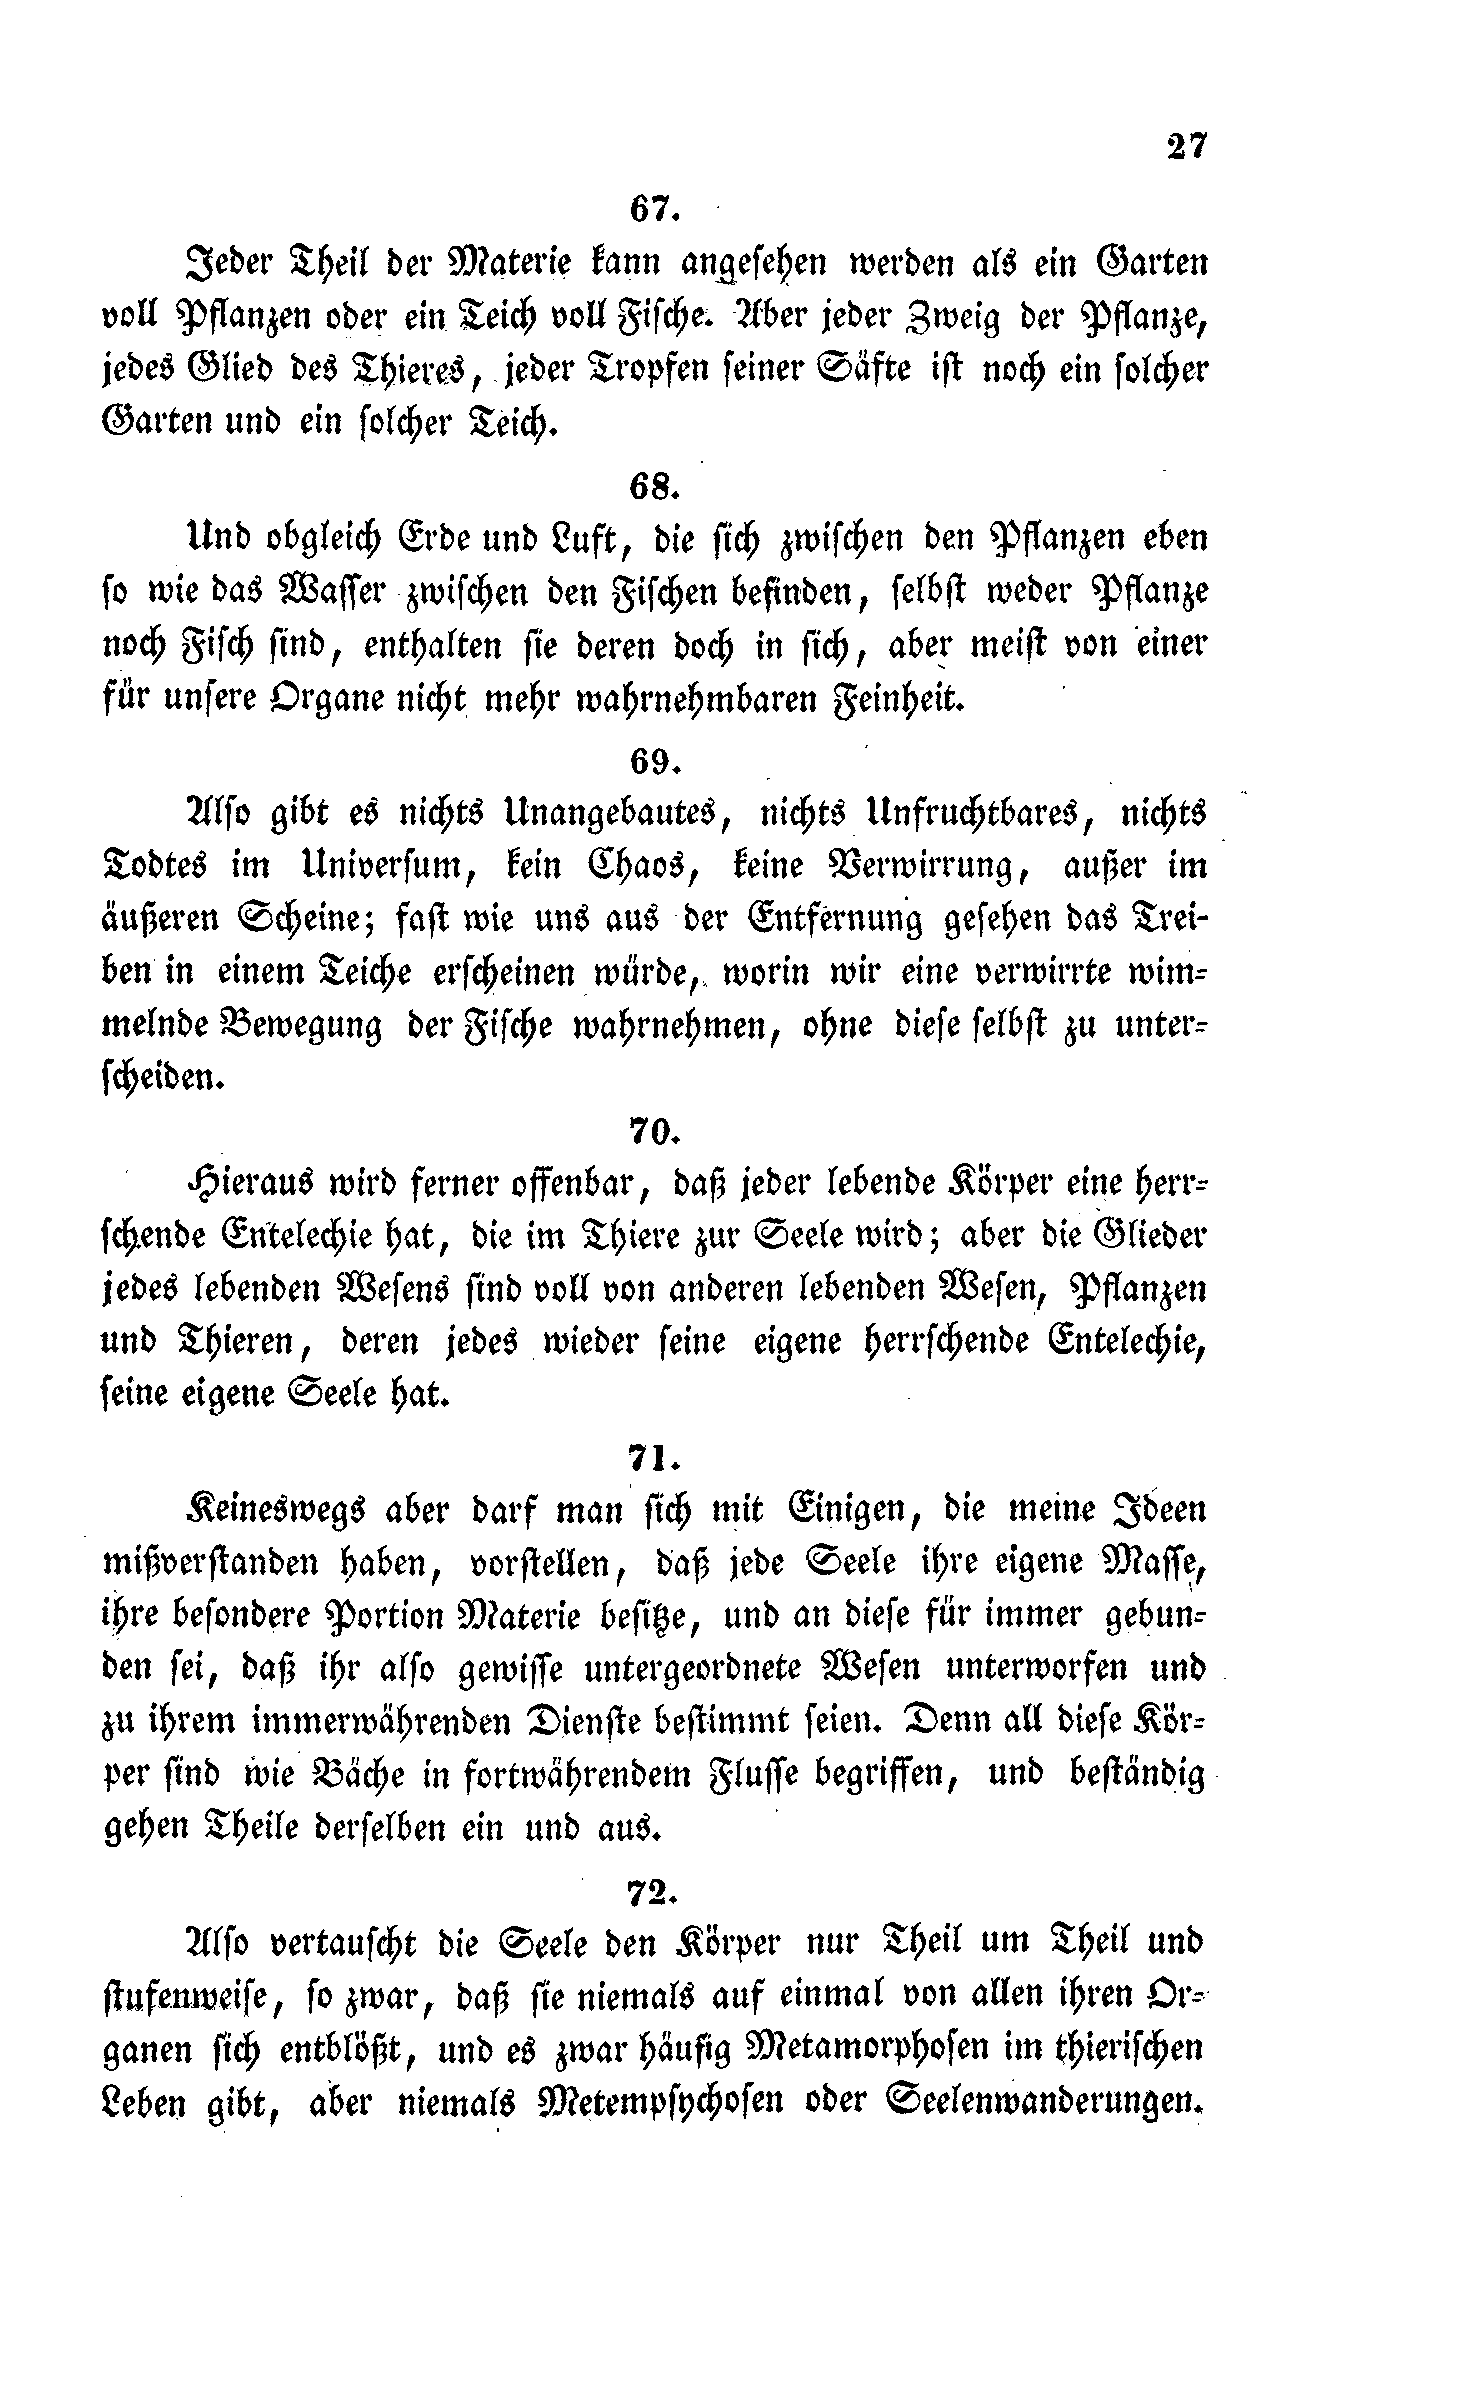 27
67.
Jeder Theil der Materie kann angesehen werden als ein Garten
voll Pflanzen oder ein Teich voll Fische. Aber jeder Zweig der Pflanze,
jedes Glied des Thieres, jeder Tropfen seiner Säfte ist noch ein solcher
Garten und ein solcher Teich.
68.
Und obgleich Erde und Luft, die sich zwischen den Pflanzen eben
so wie das Wasser zwischen den Fischen befinden, selbst weder Pflanze
noch Fisch sind, enthalten sie deren doch in sich, aber meist von einer
für unsere Organe nicht mehr wahrnehmbaren Feinheit.
69.
Also gibt es nichts Unangebautes, nichts Unfruchtbares, nichts
Todtes im Universum, kein Chaos, keine Verwirrung, außer im
äußeren Scheine; fast wie uns aus der Entfernung gesehen das Trei-
ben in einem Teiche erscheinen würde, worin wir eine verwirrte wim-
melnde Bewegung der Fische wahrnehmen, ohne diese selbst zu unter-
scheiden.
70.
Hieraus wird ferner offenbar, daß jeder lebende Körper eine herr-
schende Entelechie hat, die im Thiere zur Seele wird; aber die Glieder
jedes lebenden Wesens sind voll von anderen lebenden Wesen, Pflanzen
und Thieren, deren jedes wieder seine eigene herrschende Entelechie,
seine eigene Seele hat.
71.
Keineswegs aber darf man sich mit Einigen, die meine Ideen
mißverstanden haben, vorstellen, daß jede Seele ihre eigene Masse,
ihre besondere Portion Materie besitze, und an diese für immer gebun-
den sei, daß ihr also gewisse untergeordnete Wesen unterworfen und
zu ihrem immerwährenden Dienste bestimmt seien. Denn all diese Kör-
per sind wie Bäche in fortwährendem Flusse begriffen, und beständig
gehen Theile derselben ein und aus.
72.
Also vertauscht die Seele den Körper nur Theil um Theil und
stufenweise, so zwar, daß sie niemals auf einmal von allen ihren Or-
ganen sich entblößt, und es zwar häufig Metamorphosen im thierischen
Leben gibt, aber niemals Metempsychosen oder Seelenwanderungen.